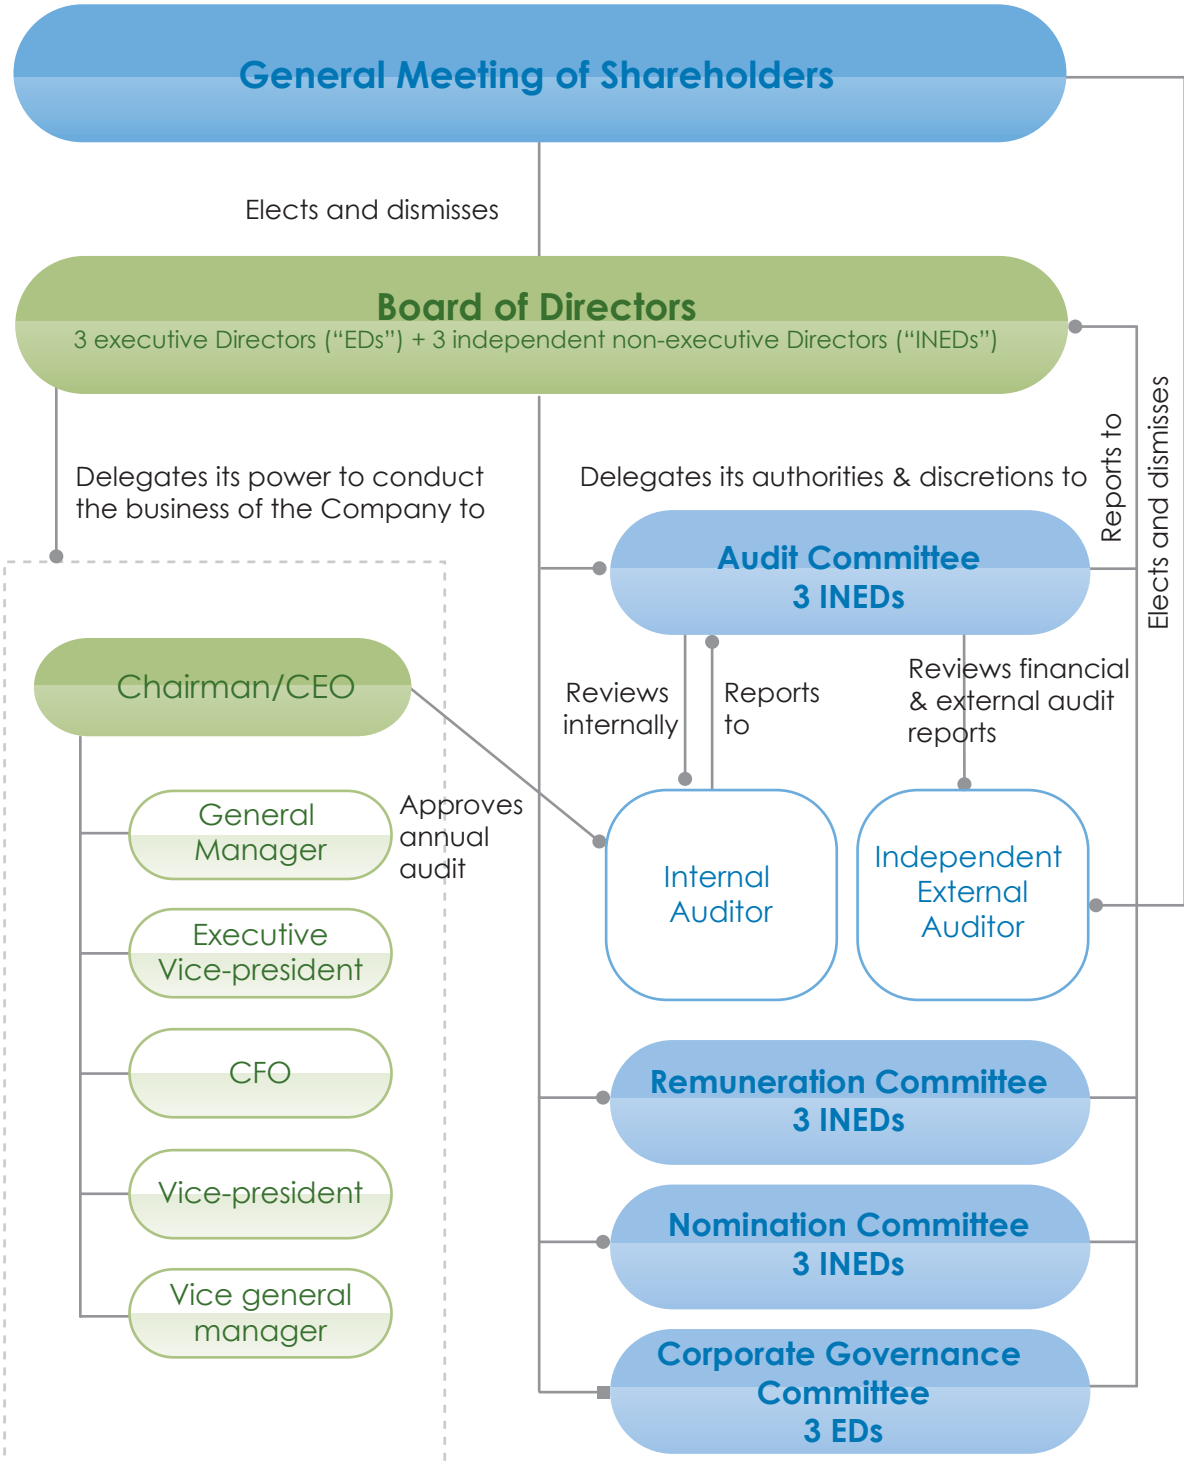 General Meeting of Shareholders
Elects and dismisses
Board of Directors
3 executive Directors (“EDs”) + 3 independent non-executive Directors (“INEDs”)
Delegates its power to conduct
the business of the Company to
Delegates its authorities & discretions to
Reports to
Elects and dismisses
Audit Committee
3 INEDs
Chairman/CEO
Reviews
internally
Reports
to
Reviews financial
& external audit
reports
General
Manager
Approves
annual
audit
Internal
Auditor
Independent
External
Auditor
Executive
Vice-president
CFO
Vice-president
Vice general
manager
Remuneration Committee
3 INEDs
Nomination Committee
3 INEDs
Corporate Governance
Committee
3 EDs